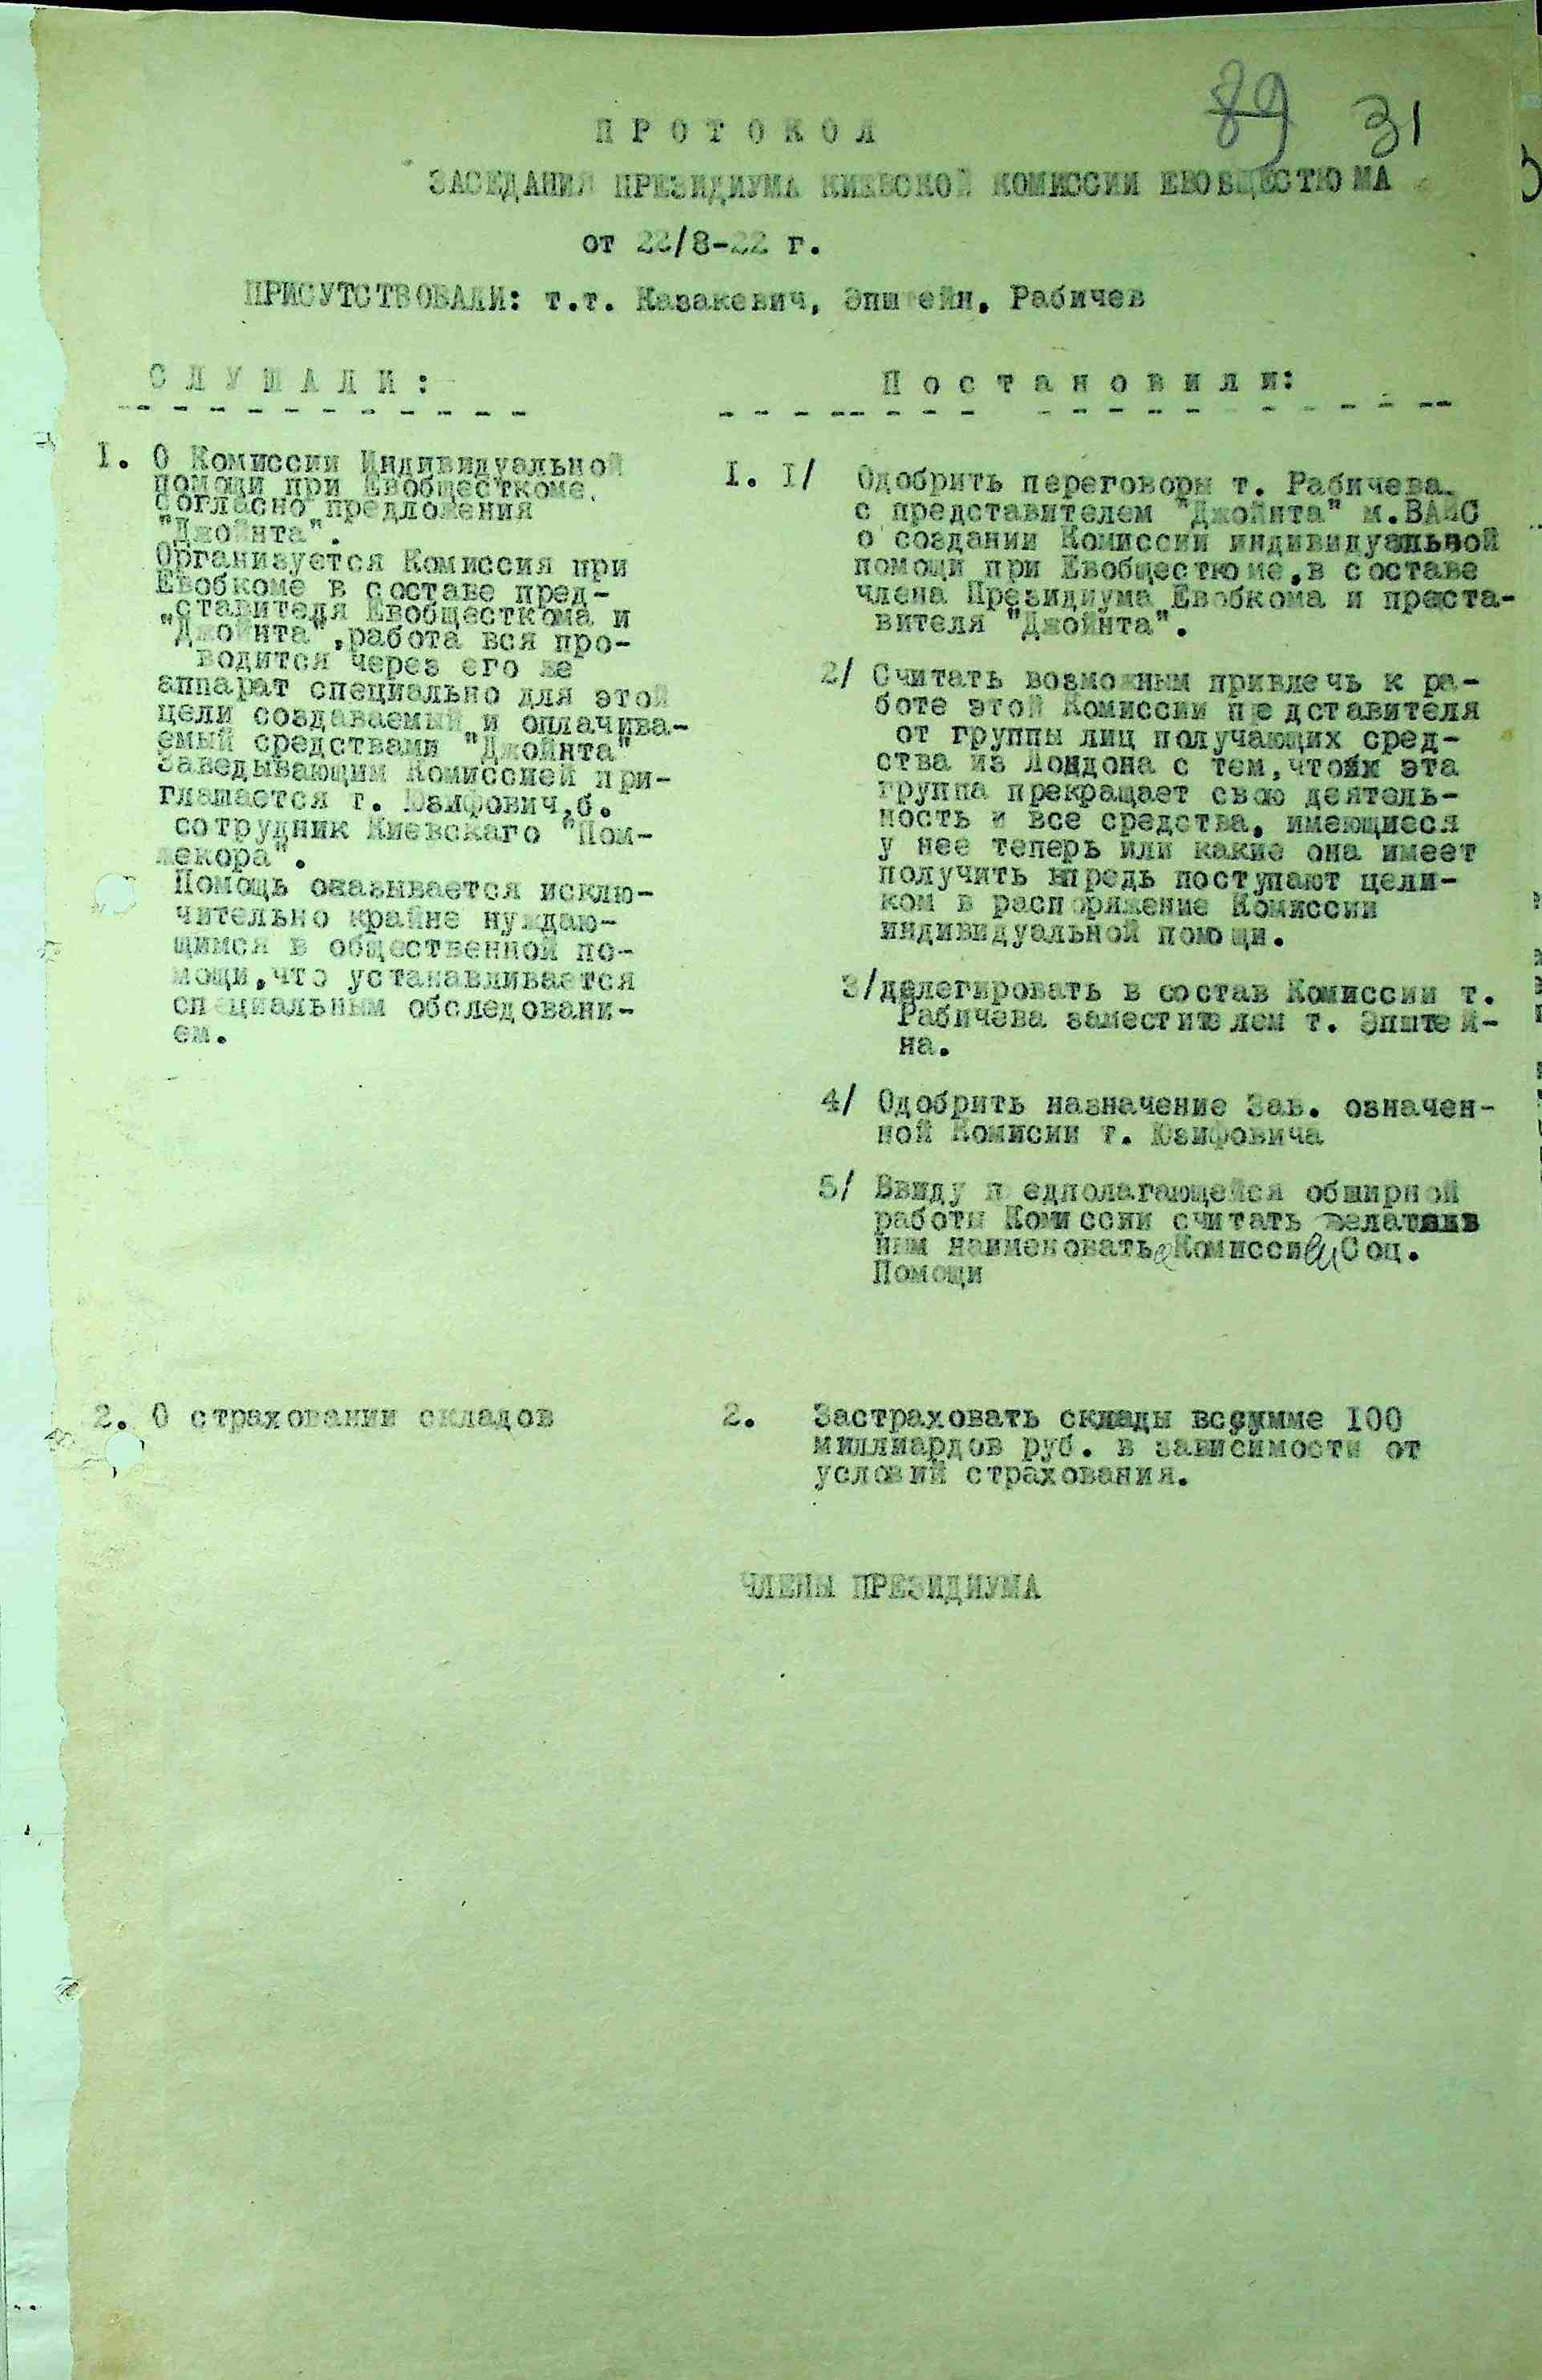 89 31
П Р О Т О К О Л
ЗАСЕДАНИЯ ПРЕЗИДИУМА КИЕВСКОЙ КОМИССИИ ЕВОБЩЕСТКОМА
от 22/8-22 г.
ПРИСУТСТВОВАЛИ: т.т. Казакевич, Эпштейн, Рабичев
С Л У Ш А Л И :
1. О Комиссии Индивидуальной
помощи при Евобщесткоме.
Согласно предложения
"Джойнта".
Организуется Комиссия при
Евобкоме в составе пред-
ставителя Евобщесткома и
"Джойнта", работа вся про-
водится через его же
аппарат специально для этой
цели создаваемый и оплачива-
емый средствами "Джойнта"
Заведывающим Комиссией при-
глашается т. Юзифович, б.
сотрудник Киевскаго "Пом-
Помощь оказывается исклю-
чительно крайне нуждаю-
щимся в общественной по-
мощи, что устанавливается
специальным обследовани-
ем.
2. О страховании складов
П о с т а н о в и л и:
I. I/ Одобрить переговоры т. Рабичева
с представителем "Джойнта" м.
о создании Комиссии индивидуальной
помощи при Евобщесткоме, в составе
члена Президиума Евобкома и предста-
вителя "Джойнта".
2/ Считать возможным привлечь к ра-
боте этой Комиссии представителя
от группы лиц получающих сред-
ства из Лондона с тем, чтобы эта
группа прекращает свою деятель-
ность и все средства, имеющиеся
у нее теперь или какие она имеет
получить впредь поступают цели-
ком в распоряжение Комиссии
индивидуальной помощи.
3/ делегировать в состав Комиссии т.
Рабичева заместителем т. Эпштей-
на.
4/ Одобрить назначение Зав. означен-
ной Комисии т. Юзифовича
5/ Ввиду предполагающейся обширной
работы Комиссии считать желатель
ным наименовать Комиссией Соц.
Помощи
2. Застраховать склады в сумме 100
миллиардов руб. в зависимости от
условий страхования.
ЧЛЕНЫ ПРЕЗИДИУМА